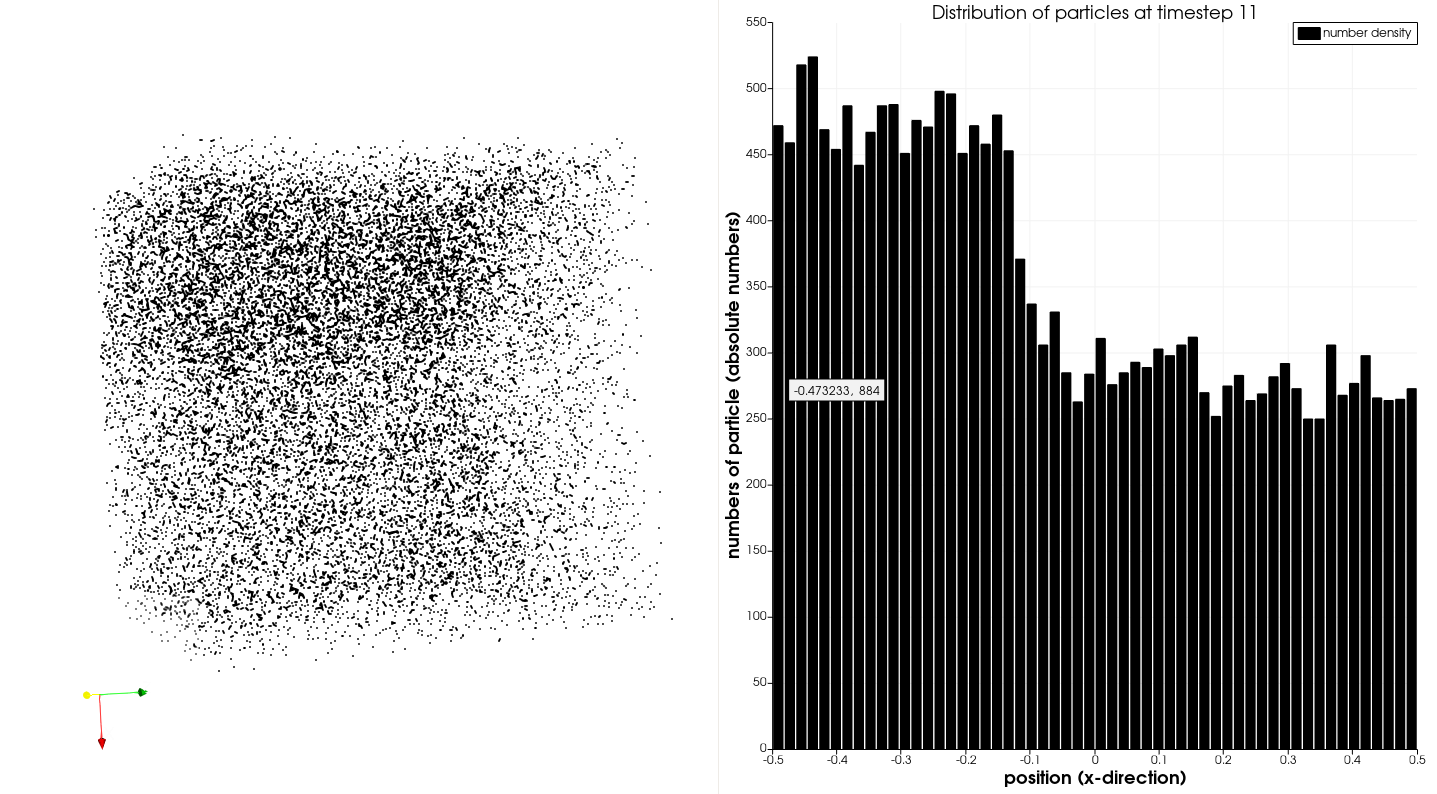 Distribution of particles at timestep 11
number density
numbers of particle (absolute numbers)
550
500
450
400
350
300
250
200
150
100
50
0
-0.473233, 884
-0.5 -0.4 -0.3 -0.2 -0.1 0 0.1 0.2 0.3 0.4 0.5
position (x-direction)